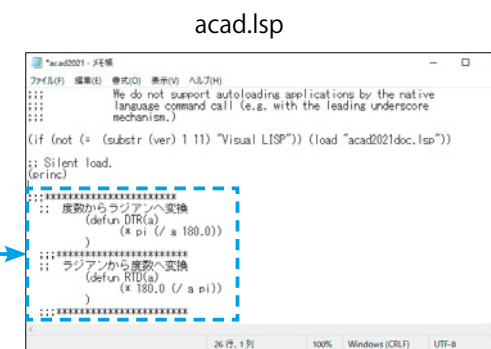 acad.lsp
*acad2021 - メモ帳
ファイル(F) 編集(E) 書式(O) 表示(V) ヘルプ(H)
;;; We do not support autoloading applications by the native
;;; language command call (e.g. with the leading underscore
;;; mechanism.)
(if (not (= (substr (ver) 1 11) "Visual LISP")) (load "acad2021doc.lsp"))
;; Silent load.
(princ)
;;;************************
;; 度数からラジアンへ変換
(defun DTR(a)
(* pi (/ a 180.0))
)
;;;************************
;; ラジアンから度数へ変換
(defun RTD(a)
(* 180.0 (/ a pi))
)
;;;************************
26 行、1 列 100% Windows (CRLF) UTF-8